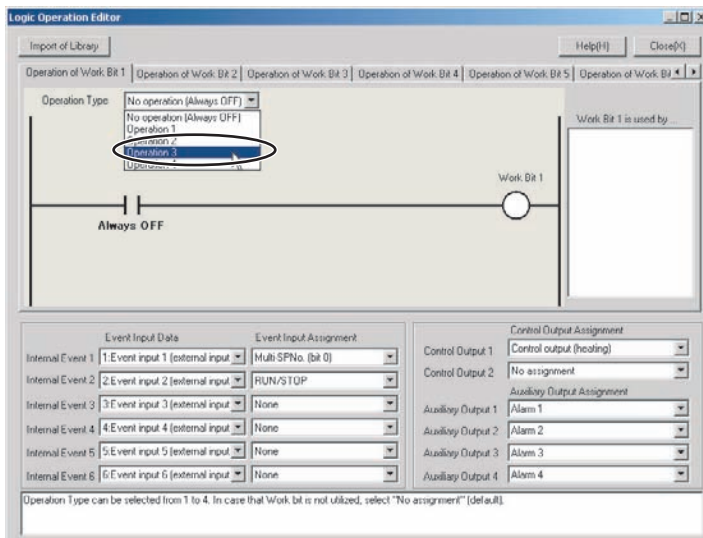 Logic Operation Editor
Import of Library
Help(H)
Close(X)
Operation of Work Bit 1
Operation of Work Bit 2
Operation of Work Bit 3
Operation of Work Bit 4
Operation of Work Bit 5
Operation of Work Bit
Operation Type
No operation (Always OFF)
No operation (Always OFF)
Operation 1
Operation 2
Operation 3
Operation
Work Bit 1 is used by ...
Work Bit 1
Always OFF
Event Input Data
Event Input Assignment
Internal Event 1
1:Event input 1 (external input
Multi-SPNo. (bit 0)
Internal Event 2
2:Event input 2 (external input
RUN/STOP
Internal Event 3
3:Event input 3 (external input
None
Internal Event 4
4:Event input 4 (external input
None
Internal Event 5
5:Event input 5 (external input
None
Internal Event 6
6:Event input 6 (external input
None
Control Output Assignment
Control Output 1
Control output (heating)
Control Output 2
No assignment
Auxiliary Output Assignment
Auxiliary Output 1
Alarm 1
Auxiliary Output 2
Alarm 2
Auxiliary Output 3
Alarm 3
Auxiliary Output 4
Alarm 4
Operation Type can be selected from 1 to 4. In case that Work bit is not utilized, select "No assignment" (default).